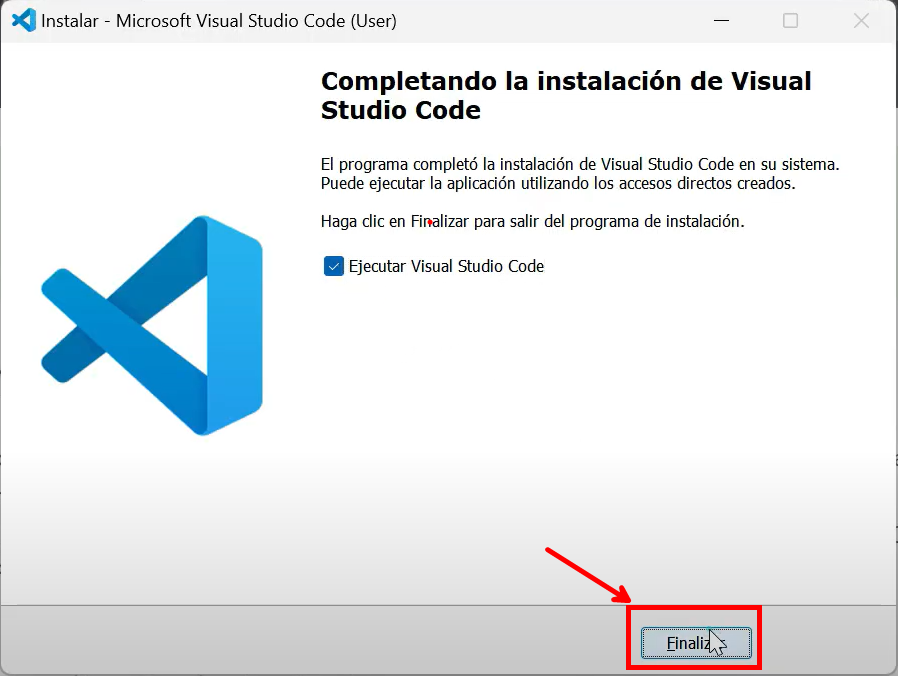 Instalar - Microsoft Visual Studio Code (User)
Completando la instalación de Visual
Studio Code
El programa completó la instalación de Visual Studio Code en su sistema.
Puede ejecutar la aplicación utilizando los accesos directos creados.
Haga clic en Finalizar para salir del programa de instalación.
Ejecutar Visual Studio Code
Finalizar